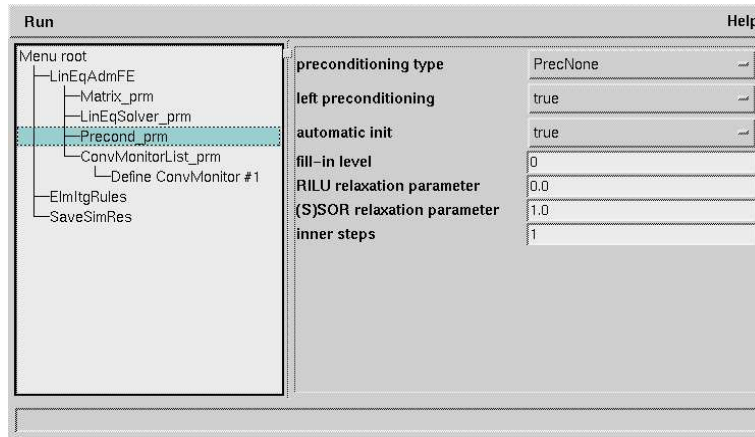 Run Help
Menu root
LinEqAdmFE
Matrix_prm
LinEqSolver_prm
Precond_prm
ConvMonitorList_prm
Define ConvMonitor #1
ElmItgRules
SaveSimRes
preconditioning type PrecNone
left preconditioning true
automatic init true
fill-in level 0
RILU relaxation parameter 0.0
(S)SOR relaxation parameter 1.0
inner steps 1